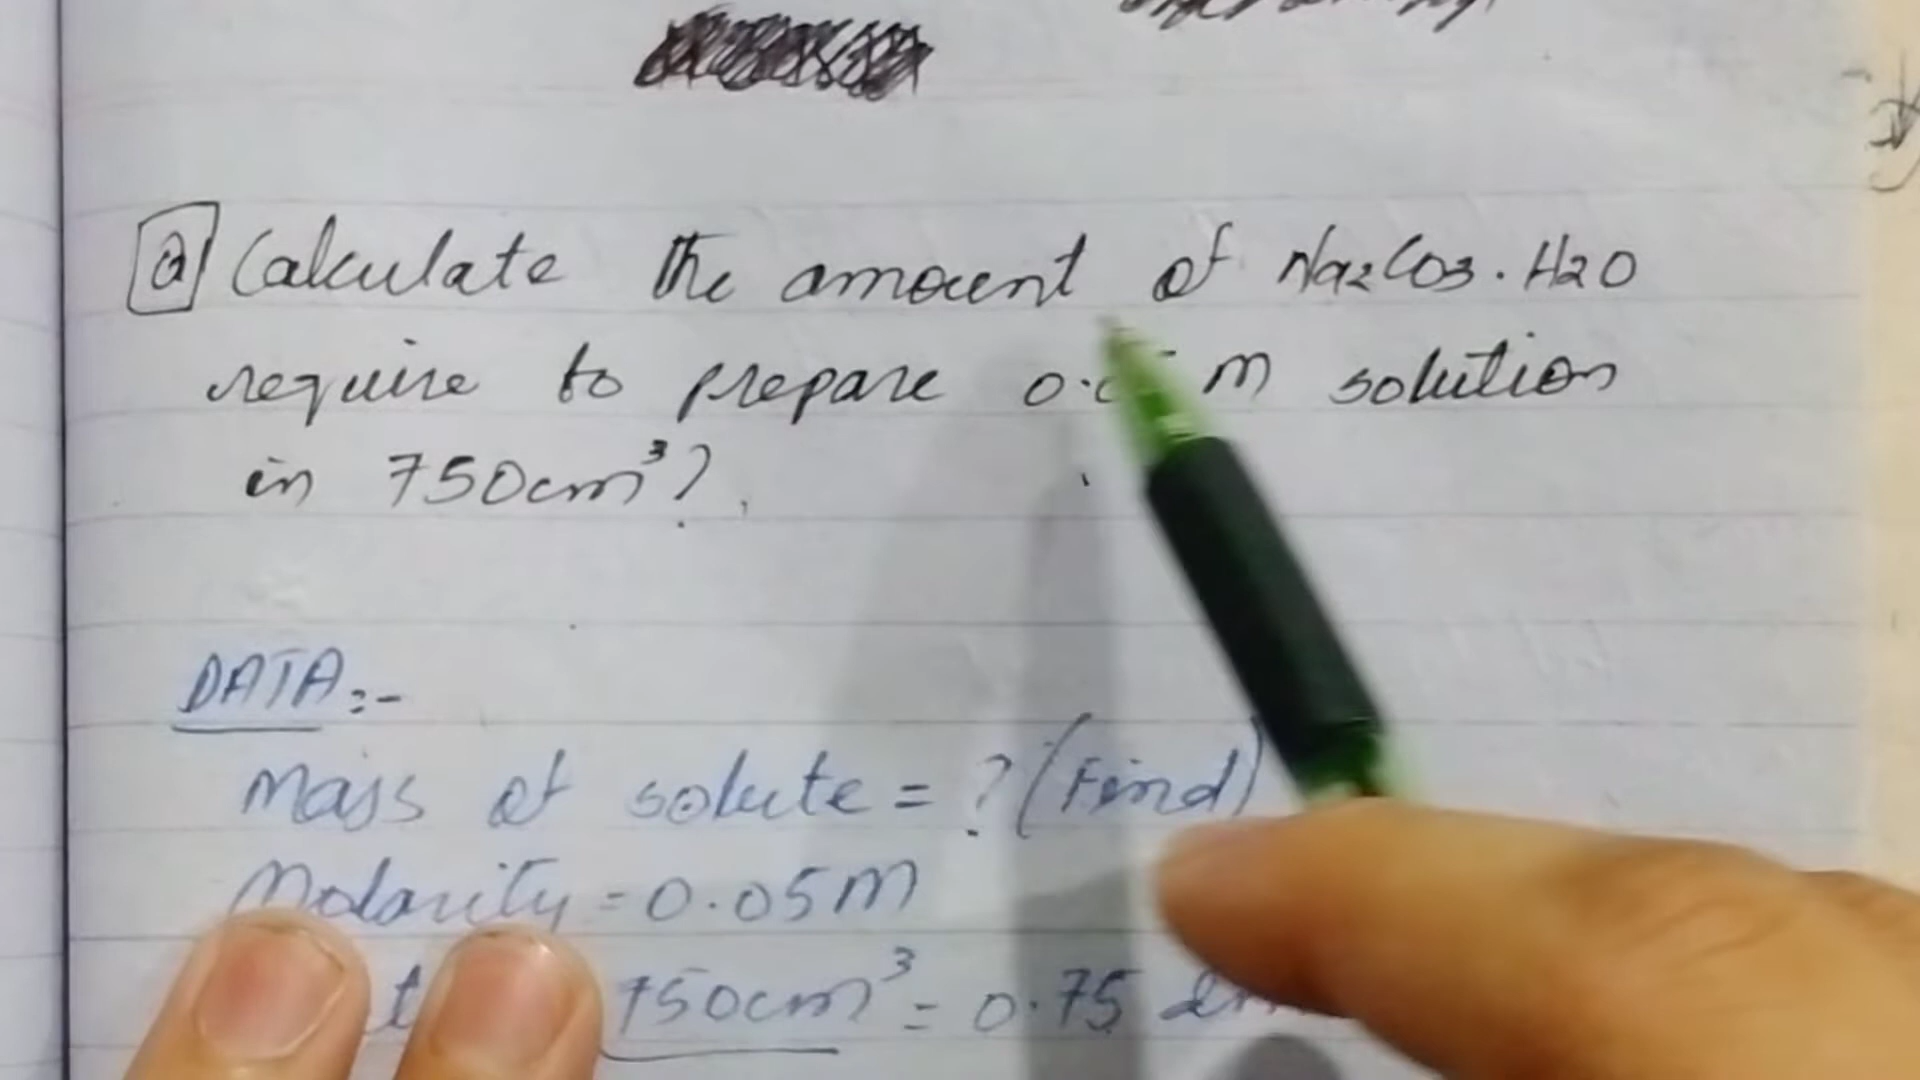 Q Calculate the amount of Na2CO3.H2O
require to prepare M solution
in 750cm³?
DATA:-
Mass of solute = ? (Find)
Molarity = 0.05M
750cm³ = 0.75